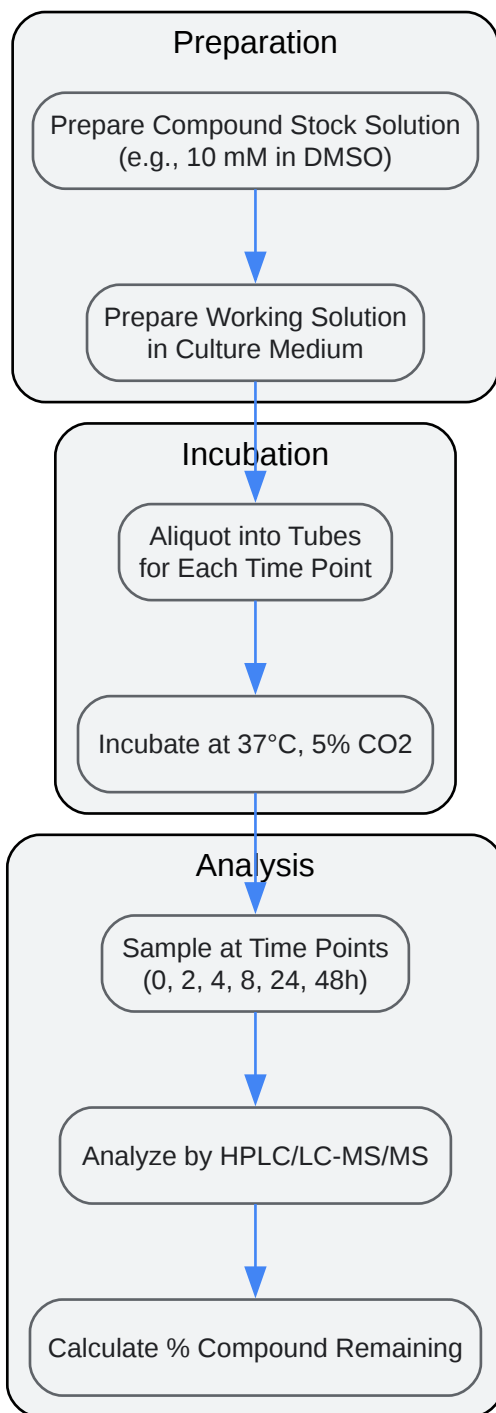 Preparation
Prepare Compound Stock Solution
(e.g., 10 mM in DMSO)
Prepare Working Solution
in Culture Medium
Incubation
Aliquot into Tubes
for Each Time Point
Incubate at 37°C, 5% CO2
Analysis
Sample at Time Points
(0, 2, 4, 8, 24, 48h)
Analyze by HPLC/LC-MS/MS
Calculate % Compound Remaining